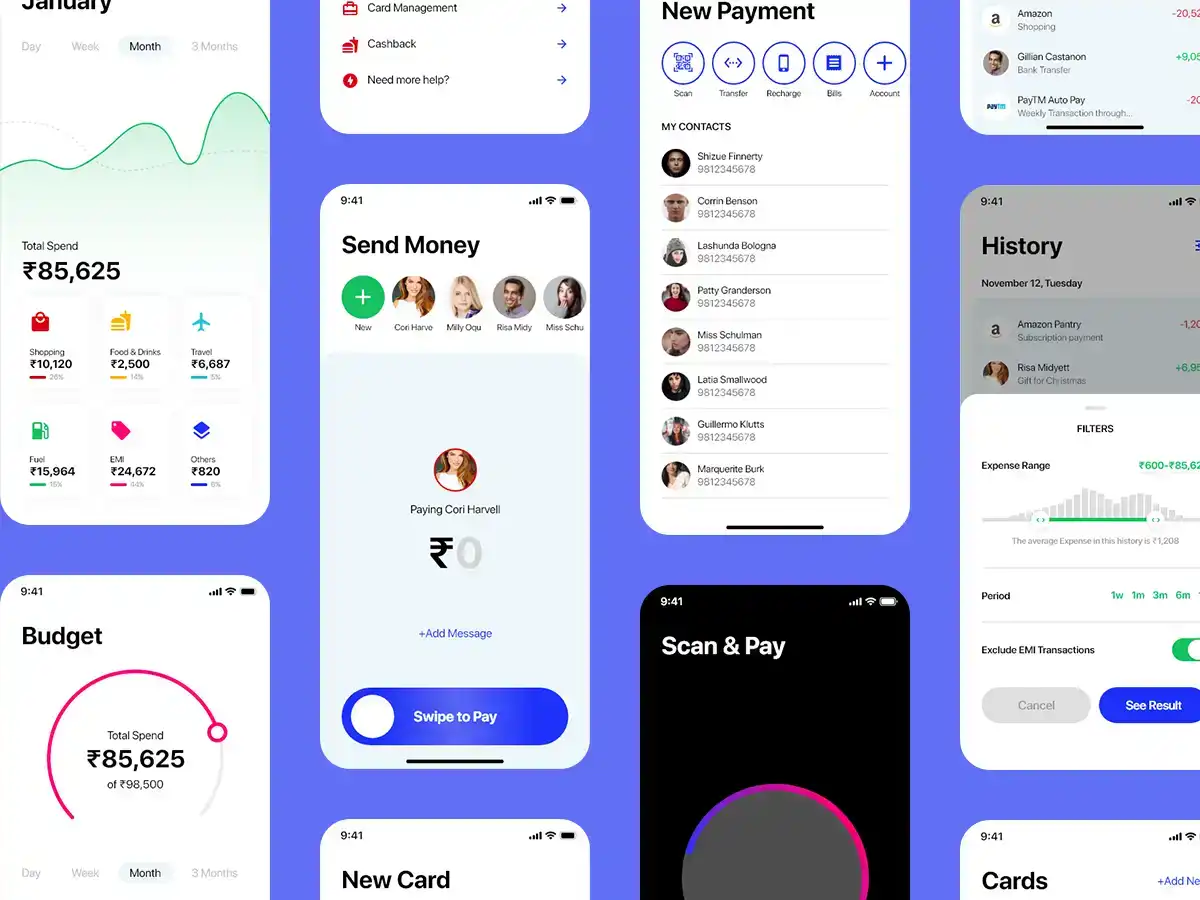 January
Day Week Month 3 Months
Total Spend
₹85,625
Shopping
₹10,120
26%
Food & Drinks
₹2,500
14%
Travel
₹6,687
5%
Fuel
₹15,964
15%
EMI
₹24,672
44%
Others
₹820
6%
9:41
Budget
Total Spend
₹85,625
of ₹98,500
Day Week Month 3 Months
Card Management
Cashback
Need more help?
9:41
Send Money
New Cori Harve Milly Oqu Risa Midy Miss Schu
Paying Cori Harvell
₹0
+Add Message
Swipe to Pay
9:41
New Card
New Payment
Scan Transfer Recharge Bills Account
MY CONTACTS
Shizue Finnerty
9812345678
Corrin Benson
9812345678
Lashunda Bologna
9812345678
Patty Granderson
9812345678
Miss Schulman
9812345678
Latia Smallwood
9812345678
Guillermo Klutts
9812345678
Marquerite Burk
9812345678
9:41
Scan & Pay
a Amazon -20,52
Shopping
Gillian Castanon +9,05
Bank Transfer
PAYTM PayTM Auto Pay -20
Weekly Transaction through...
9:41
History
November 12, Tuesday
a Amazon Pantry -1,20
Subscription payment
Risa Midyett +6,95
Gift for Christmas
FILTERS
Expense Range ₹600-₹85,62
The average Expense in this history is ₹1,208
Period 1w 1m 3m 6m
Exclude EMI Transactions
Cancel See Result
9:41
Cards +Add Ne